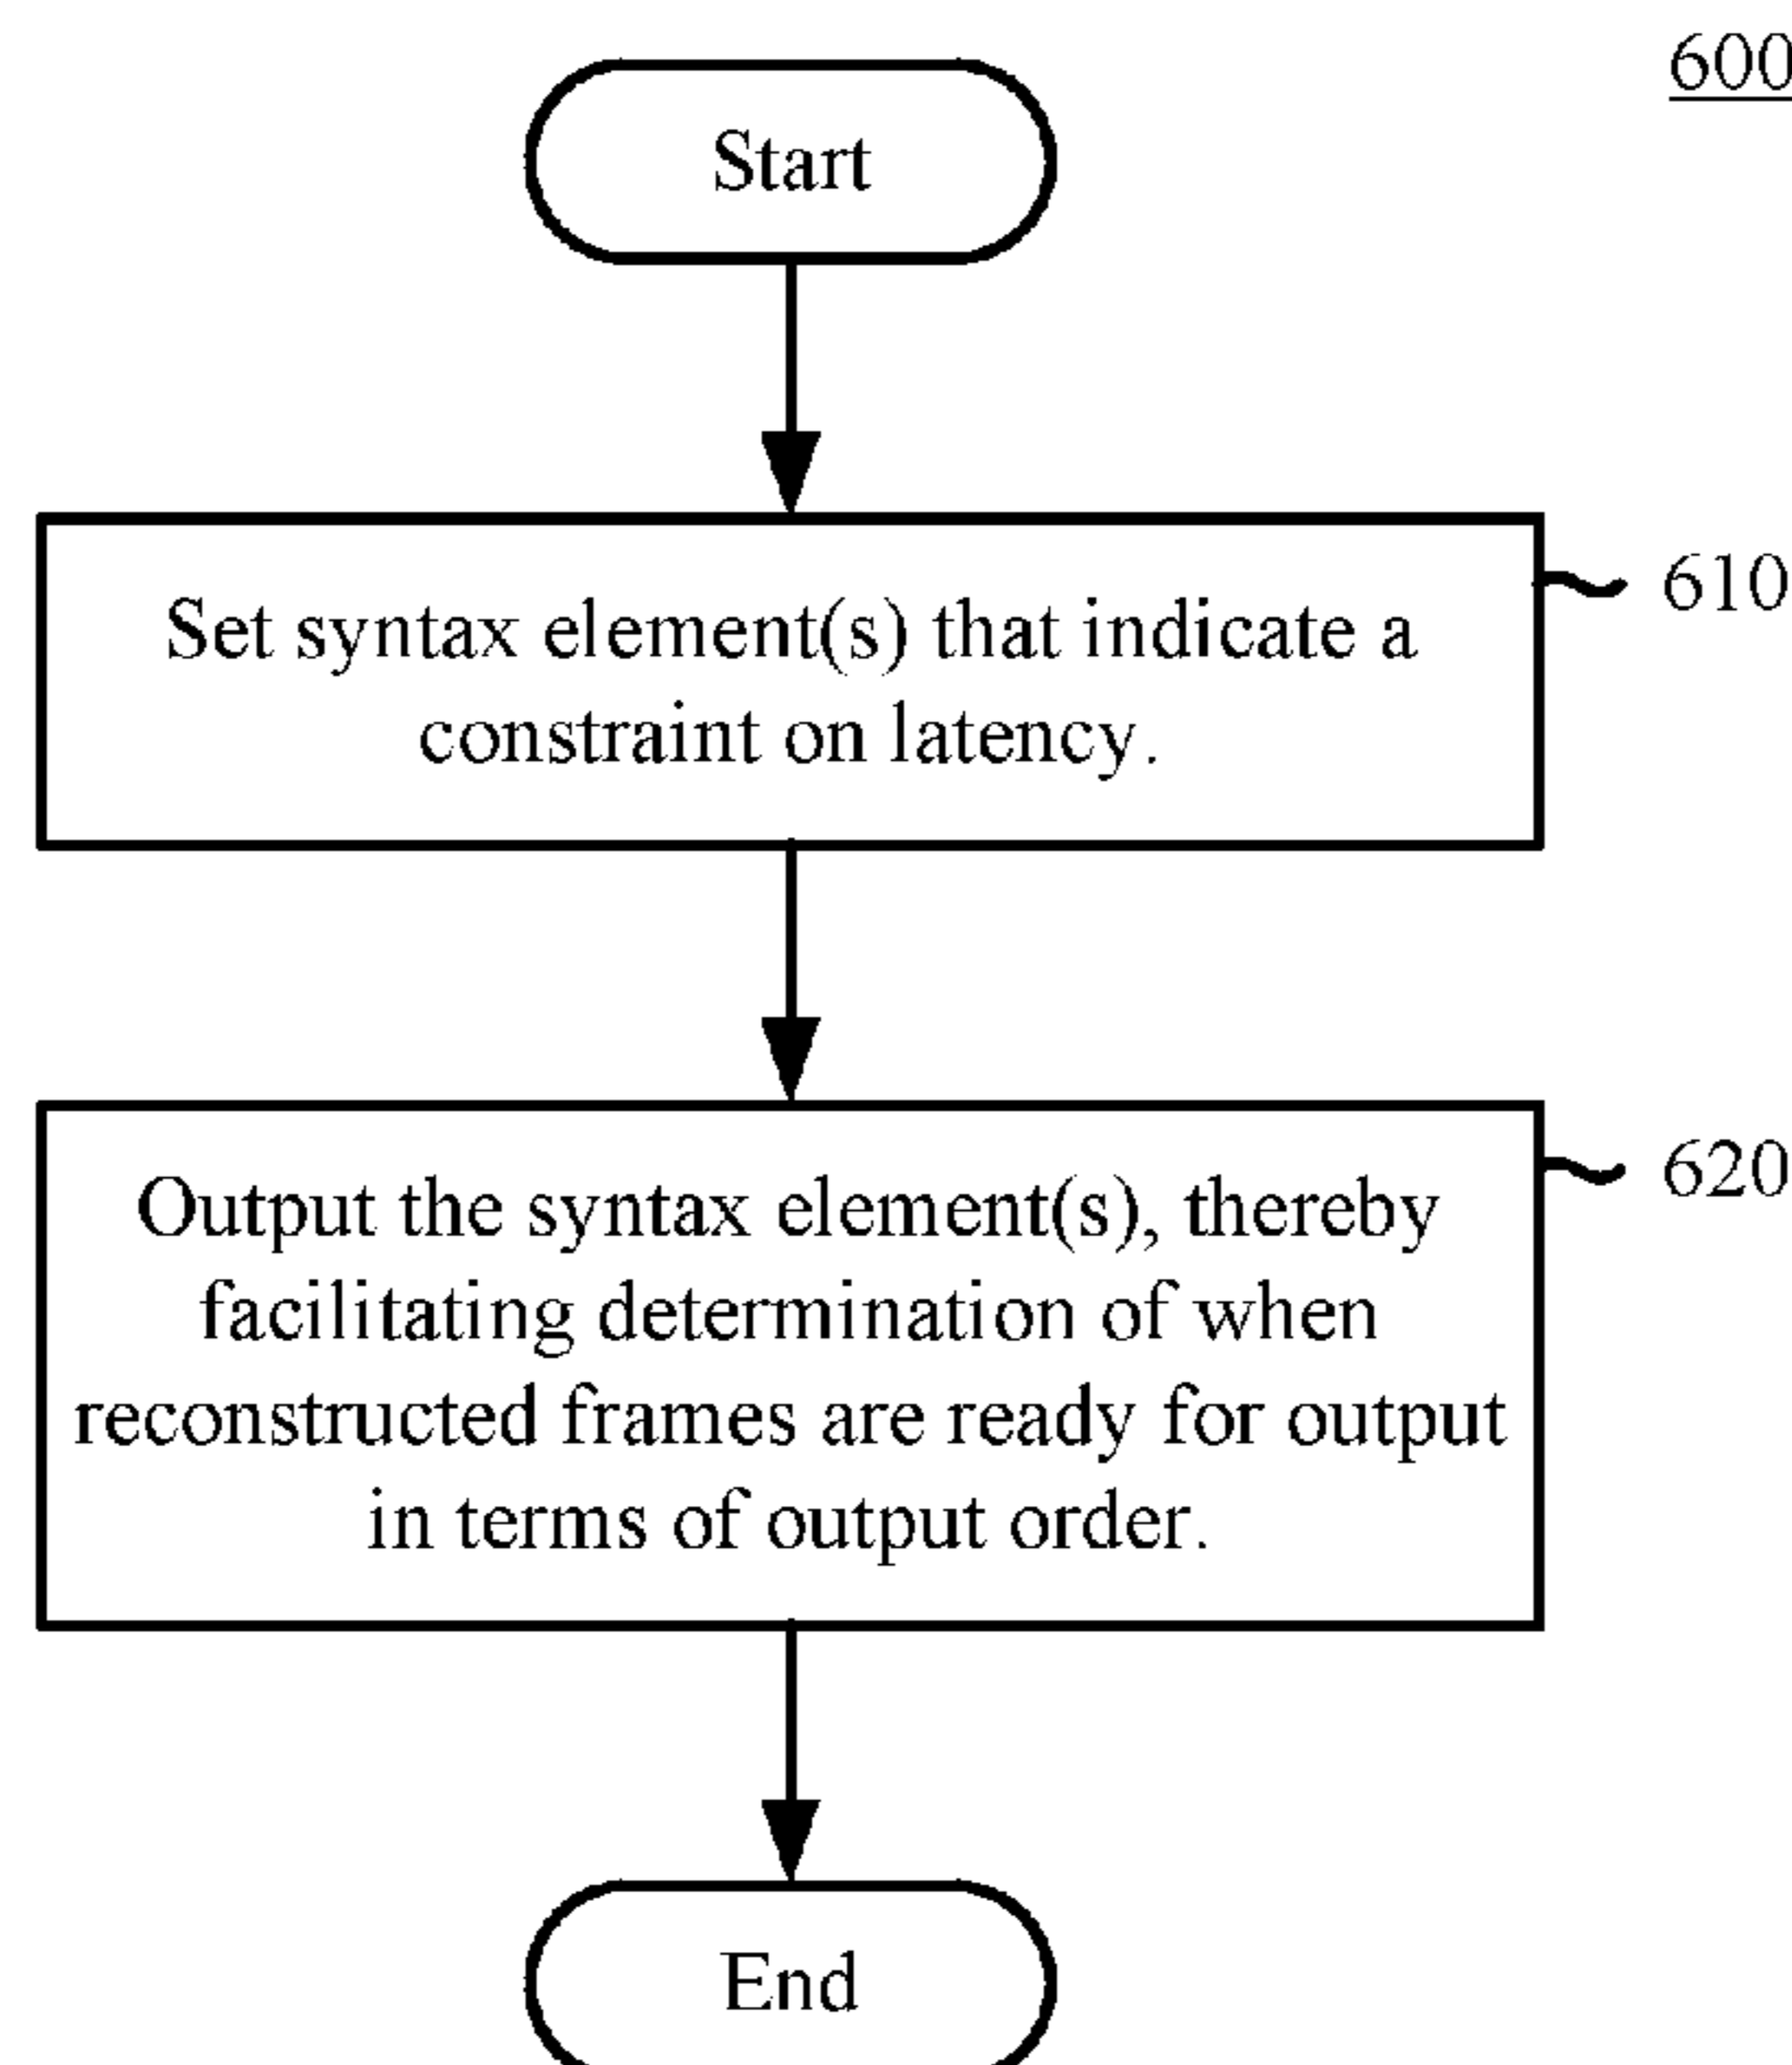 600
Start
Set syntax element(s) that indicate a
constraint on latency.
610
Output the syntax element(s), thereby
facilitating determination of when
reconstructed frames are ready for output
in terms of output order.
620
End